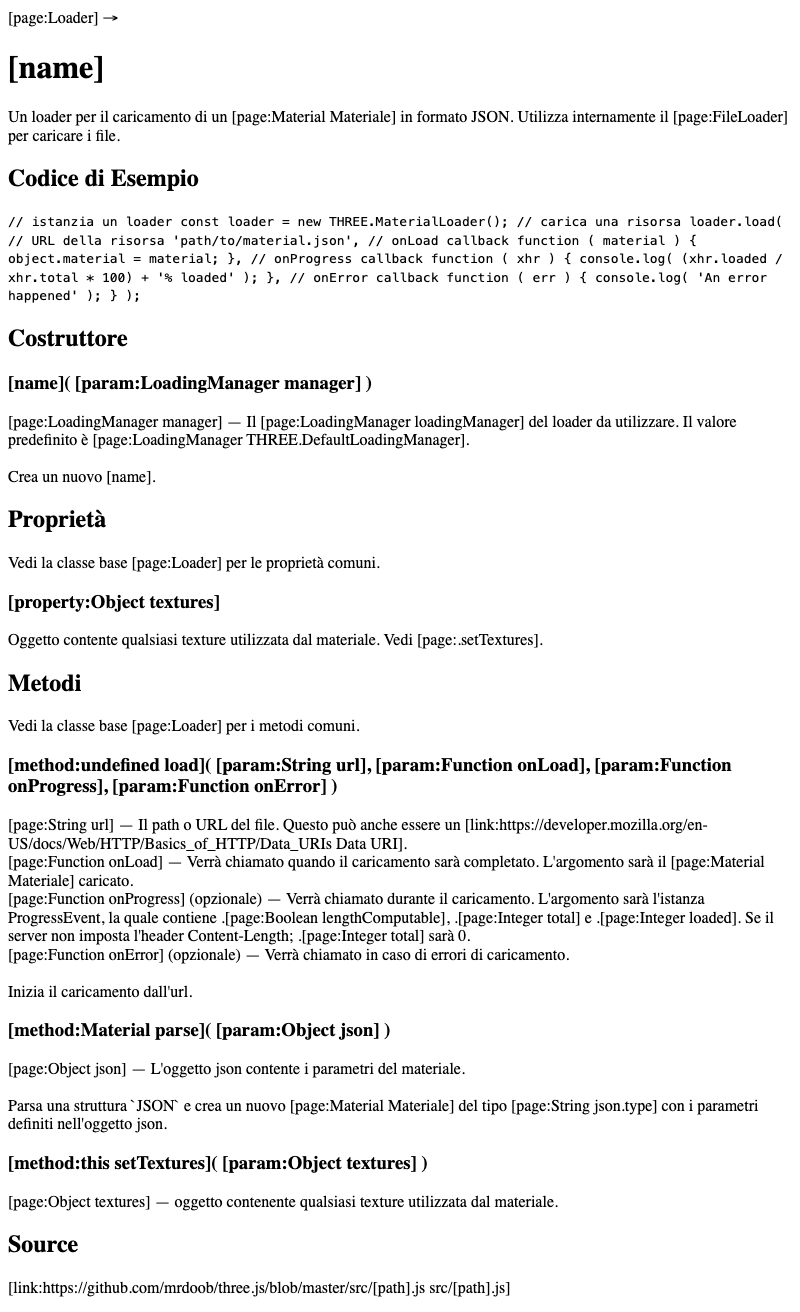 [page:Loader] →
[name]
Un loader per il caricamento di un [page:Material Materiale] in formato JSON. Utilizza internamente il [page:FileLoader]
per caricare i file.
Codice di Esempio
// istanzia un loader const loader = new THREE.MaterialLoader(); // carica una risorsa loader.load(
// URL della risorsa 'path/to/material.json', // onLoad callback function ( material ) {
object.material = material; }, // onProgress callback function ( xhr ) { console.log( (xhr.loaded /
xhr.total * 100) + '% loaded' ); }, // onError callback function ( err ) { console.log( 'An error
happened' ); } );
Costruttore
[name]( [param:LoadingManager manager] )
[page:LoadingManager manager] — Il [page:LoadingManager loadingManager] del loader da utilizzare. Il valore
predefinito è [page:LoadingManager THREE.DefaultLoadingManager].
Crea un nuovo [name].
Proprietà
Vedi la classe base [page:Loader] per le proprietà comuni.
[property:Object textures]
Oggetto contente qualsiasi texture utilizzata dal materiale. Vedi [page:.setTextures].
Metodi
Vedi la classe base [page:Loader] per i metodi comuni.
[method:undefined load]( [param:String url], [param:Function onLoad], [param:Function
onProgress], [param:Function onError] )
[page:String url] — Il path o URL del file. Questo può anche essere un [link:https://developer.mozilla.org/en-
US/docs/Web/HTTP/Basics_of_HTTP/Data_URIs Data URI].
[page:Function onLoad] — Verrà chiamato quando il caricamento sarà completato. L'argomento sarà il [page:Material
Materiale] caricato.
[page:Function onProgress] (opzionale) — Verrà chiamato durante il caricamento. L'argomento sarà l'istanza
ProgressEvent, la quale contiene .[page:Boolean lengthComputable], .[page:Integer total] e .[page:Integer loaded]. Se il
server non imposta l'header Content-Length; .[page:Integer total] sarà 0.
[page:Function onError] (opzionale) — Verrà chiamato in caso di errori di caricamento.
Inizia il caricamento dall'url.
[method:Material parse]( [param:Object json] )
[page:Object json] — L'oggetto json contente i parametri del materiale.
Parsa una struttura `JSON` e crea un nuovo [page:Material Materiale] del tipo [page:String json.type] con i parametri
definiti nell'oggetto json.
[method:this setTextures]( [param:Object textures] )
[page:Object textures] — oggetto contenente qualsiasi texture utilizzata dal materiale.
Source
[link:https://github.com/mrdoob/three.js/blob/master/src/[path].js src/[path].js]